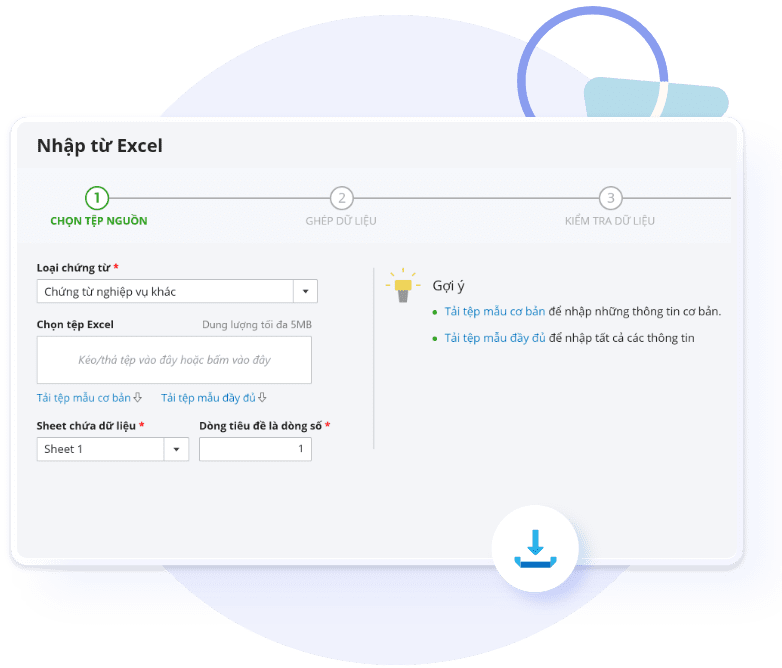 Nhập từ Excel
1 2 3
CHỌN TỆP NGUỒN GHÉP DỮ LIỆU KIỂM TRA DỮ LIỆU
Loại chứng từ *
Chứng từ nghiệp vụ khác
Chọn tệp Excel Dung lượng tối đa 5MB
Kéo/thả tệp vào đây hoặc bấm vào đây
Tải tệp mẫu cơ bản Tải tệp mẫu đầy đủ
Sheet chứa dữ liệu * Dòng tiêu đề là dòng số *
Sheet 1 1
Gợi ý
Tải tệp mẫu cơ bản để nhập những thông tin cơ bản.
Tải tệp mẫu đầy đủ để nhập tất cả các thông tin